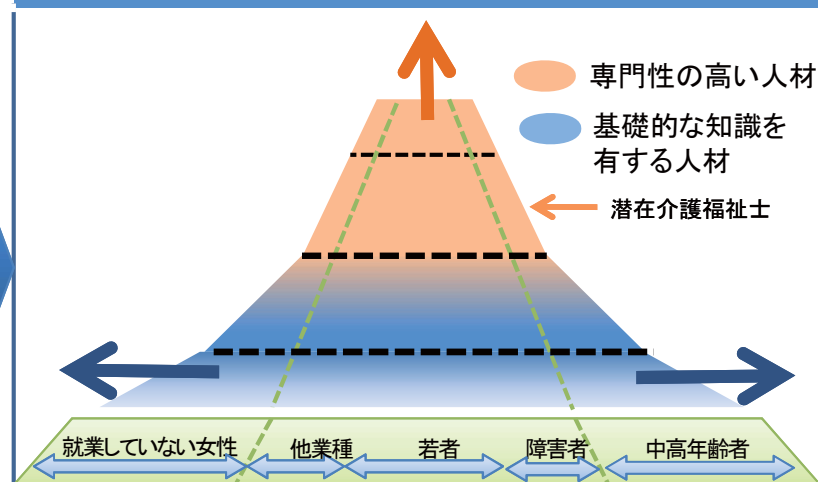 専門性の高い人材
基礎的な知識を
有する人材
潜在介護福祉士
就業していない女性
他業種
若者
障害者
中高年齢者